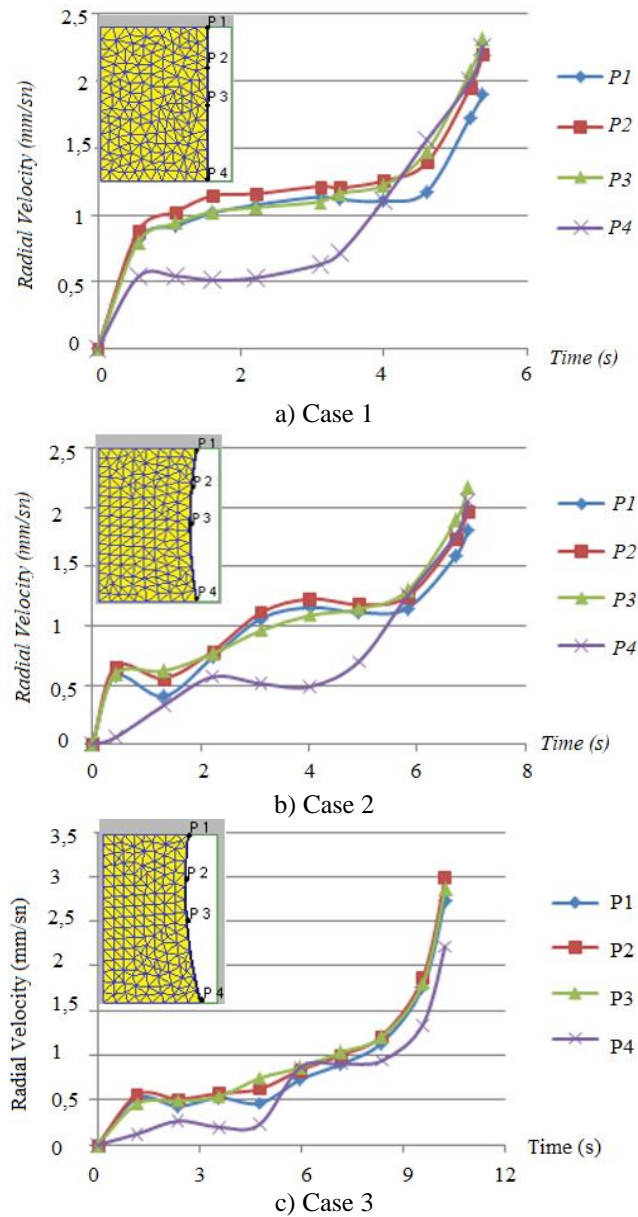 2,5
2
1,5
1
0,5
0
Radial Velocity (mm/sn)
P 1
P 2
P 3
P 4
P1
P2
P3
P4
0 2 4 6
Time (s)
a) Case 1
2,5
2
1,5
1
0,5
0
Radial Velocity (mm/sn)
P 1
P 2
P 3
P 4
P1
P2
P3
P4
0 2 4 6 8
Time (s)
b) Case 2
3,5
3
2,5
2
1,5
1
0,5
0
Radial Velocity (mm/sn)
P 1
P 2
P 3
P 4
P1
P2
P3
P4
0 3 6 9 12
Time (s)
c) Case 3